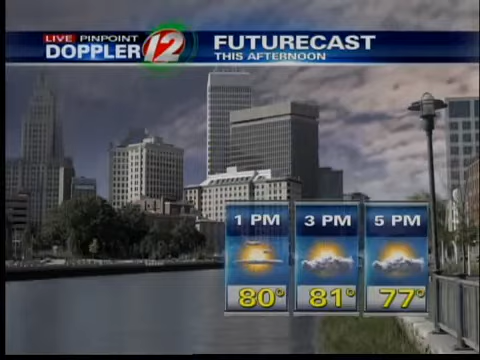 LIVE PINPOINT
DOPPLER 12
FUTURECAST
THIS AFTERNOON
1 PM 3 PM 5 PM
80° 81° 77°